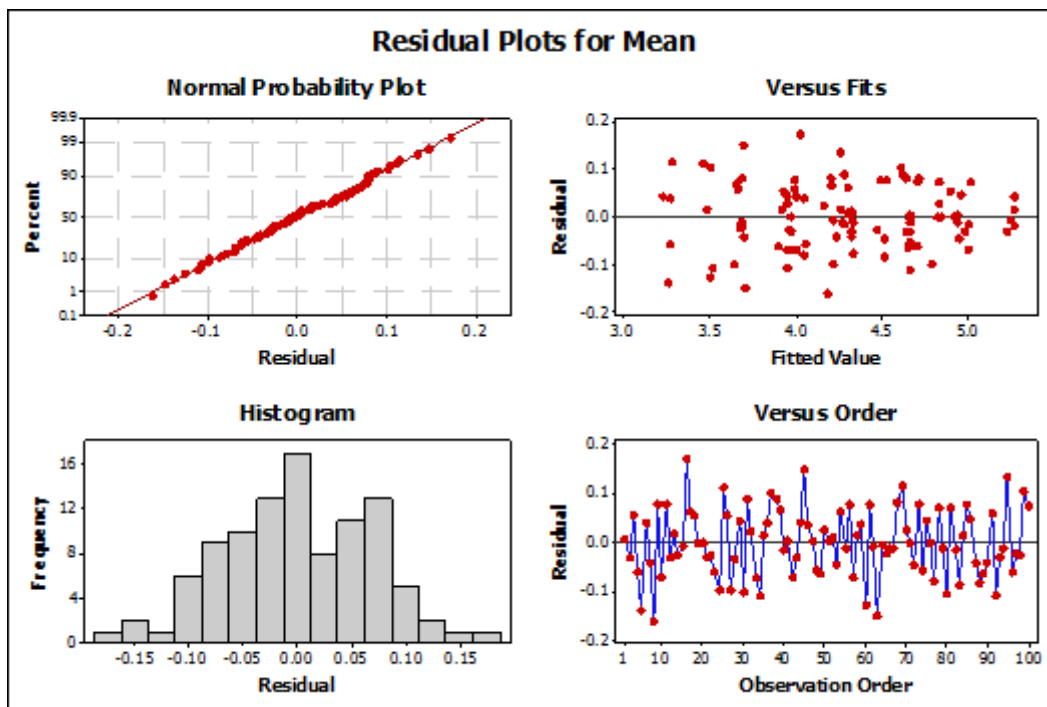 Residual Plots for Mean
Normal Probability Plot
99.9
99
90
50
10
1
0.1
Percent
-0.2 -0.1 0.0 0.1 0.2
Residual
Versus Fits
0.2
0.1
0.0
-0.1
-0.2
Residual
3.0 3.5 4.0 4.5 5.0
Fitted Value
Histogram
16
12
8
4
0
Frequency
-0.15 -0.10 -0.05 0.00 0.05 0.10 0.15
Residual
Versus Order
0.2
0.1
0.0
-0.1
-0.2
Residual
1 10 20 30 40 50 60 70 80 90 100
Observation Order